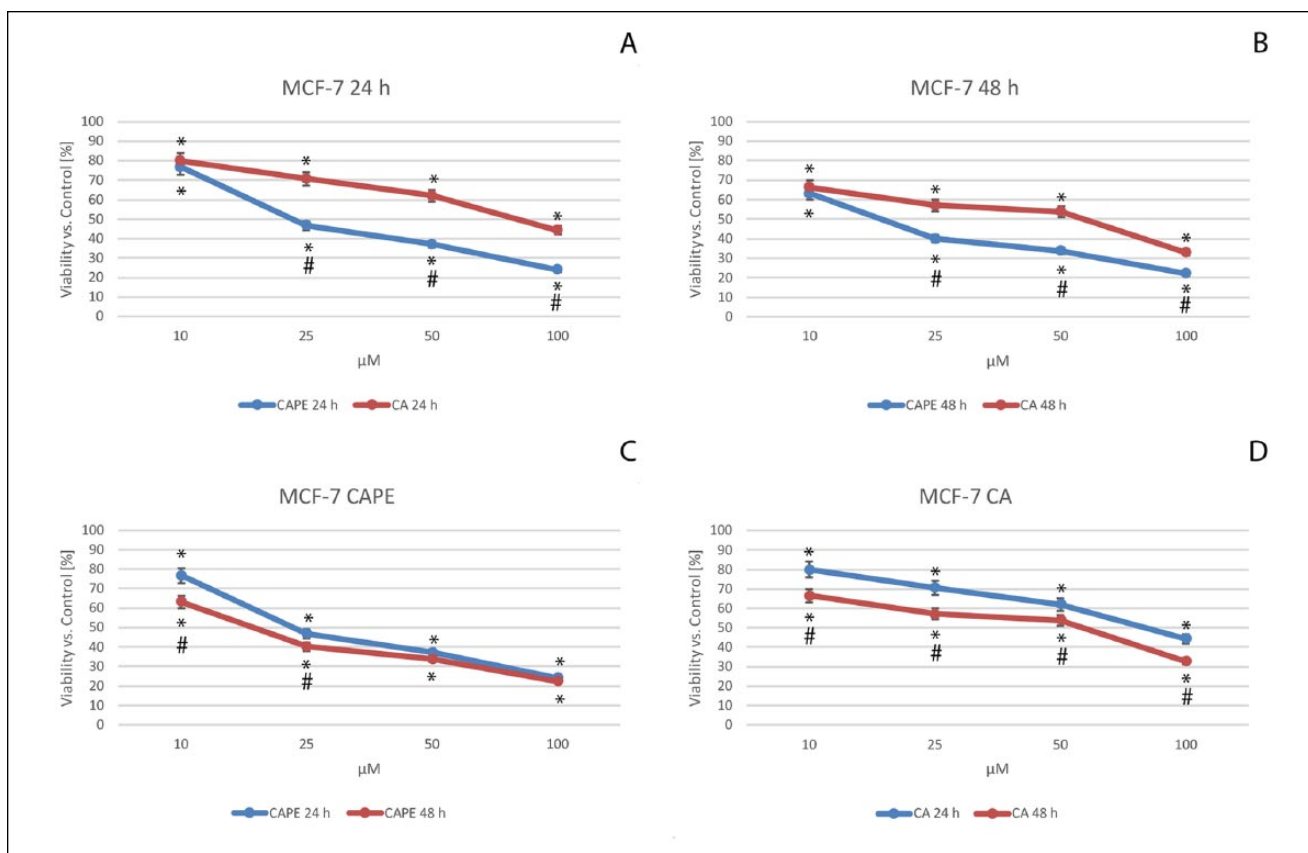 A
MCF-7 24 h
Viability vs. Control [%]
100
90
80
70
60
50
40
30
20
10
0
* * * *
* * * *
# # #
10 25 50 100
µM
CAPE 24 h CA 24 h
B
MCF-7 48 h
Viability vs. Control [%]
100
90
80
70
60
50
40
30
20
10
0
* * * *
* * * *
# # #
10 25 50 100
µM
CAPE 48 h CA 48 h
C
MCF-7 CAPE
Viability vs. Control [%]
100
90
80
70
60
50
40
30
20
10
0
* * * *
* * * *
# #
10 25 50 100
µM
CAPE 24 h CAPE 48 h
D
MCF-7 CA
Viability vs. Control [%]
100
90
80
70
60
50
40
30
20
10
0
* * * *
* * * *
# # # #
10 25 50 100
µM
CA 24 h CA 48 h